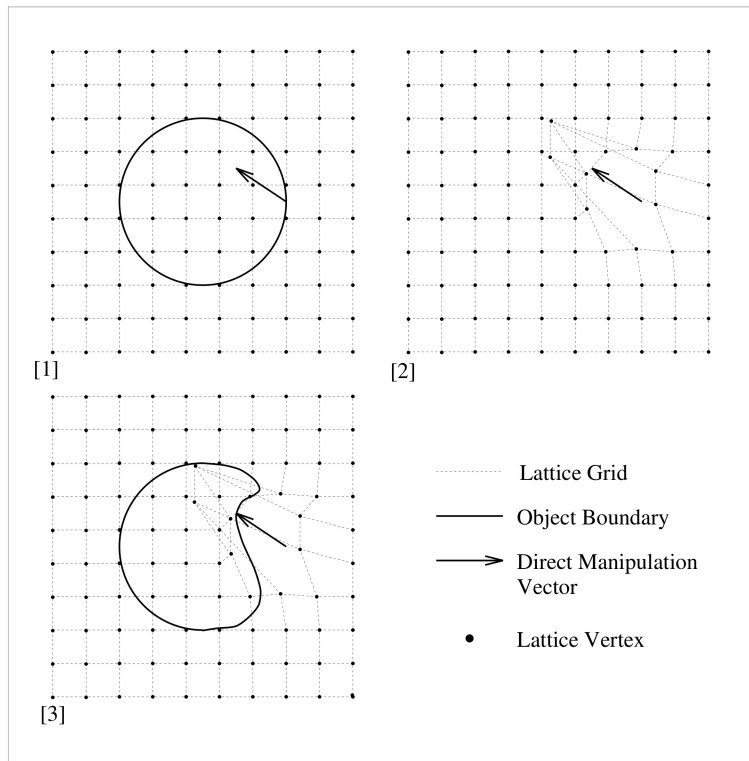 [1]
[2]
[3]
Lattice Grid
Object Boundary
Direct Manipulation
Vector
Lattice Vertex